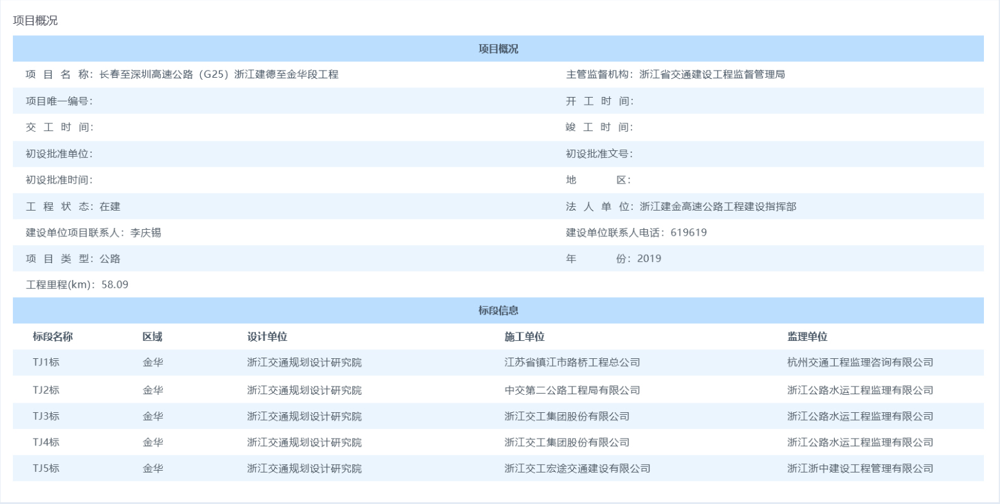 项目概况
项目概况
项 目 名 称：长春至深圳高速公路（G25）浙江建德至金华段工程 主管监督机构：浙江省交通建设工程监督管理局
项目唯一编号： 开 工 时 间：
交 工 时 间： 竣 工 时 间：
初设批准单位： 初设批准文号：
初设批准时间： 地 区：
工 程 状 态：在建 法 人 单 位：浙江建金高速公路工程建设指挥部
建设单位项目联系人：李庆锡 建设单位联系人电话：619619
项 目 类 型：公路 年 份：2019
工程里程(km)：58.09
标段信息
标段名称 区域 设计单位 施工单位 监理单位
TJ1标 金华 浙江交通规划设计研究院 江苏省镇江市路桥工程总公司 杭州交通工程监理咨询有限公司
TJ2标 金华 浙江交通规划设计研究院 中交第二公路工程局有限公司 浙江公路水运工程监理有限公司
TJ3标 金华 浙江交通规划设计研究院 浙江交工集团股份有限公司 浙江公路水运工程监理有限公司
TJ4标 金华 浙江交通规划设计研究院 浙江交工集团股份有限公司 浙江公路水运工程监理有限公司
TJ5标 金华 浙江交通规划设计研究院 浙江交工宏途交通建设有限公司 浙江浙中建设工程管理有限公司